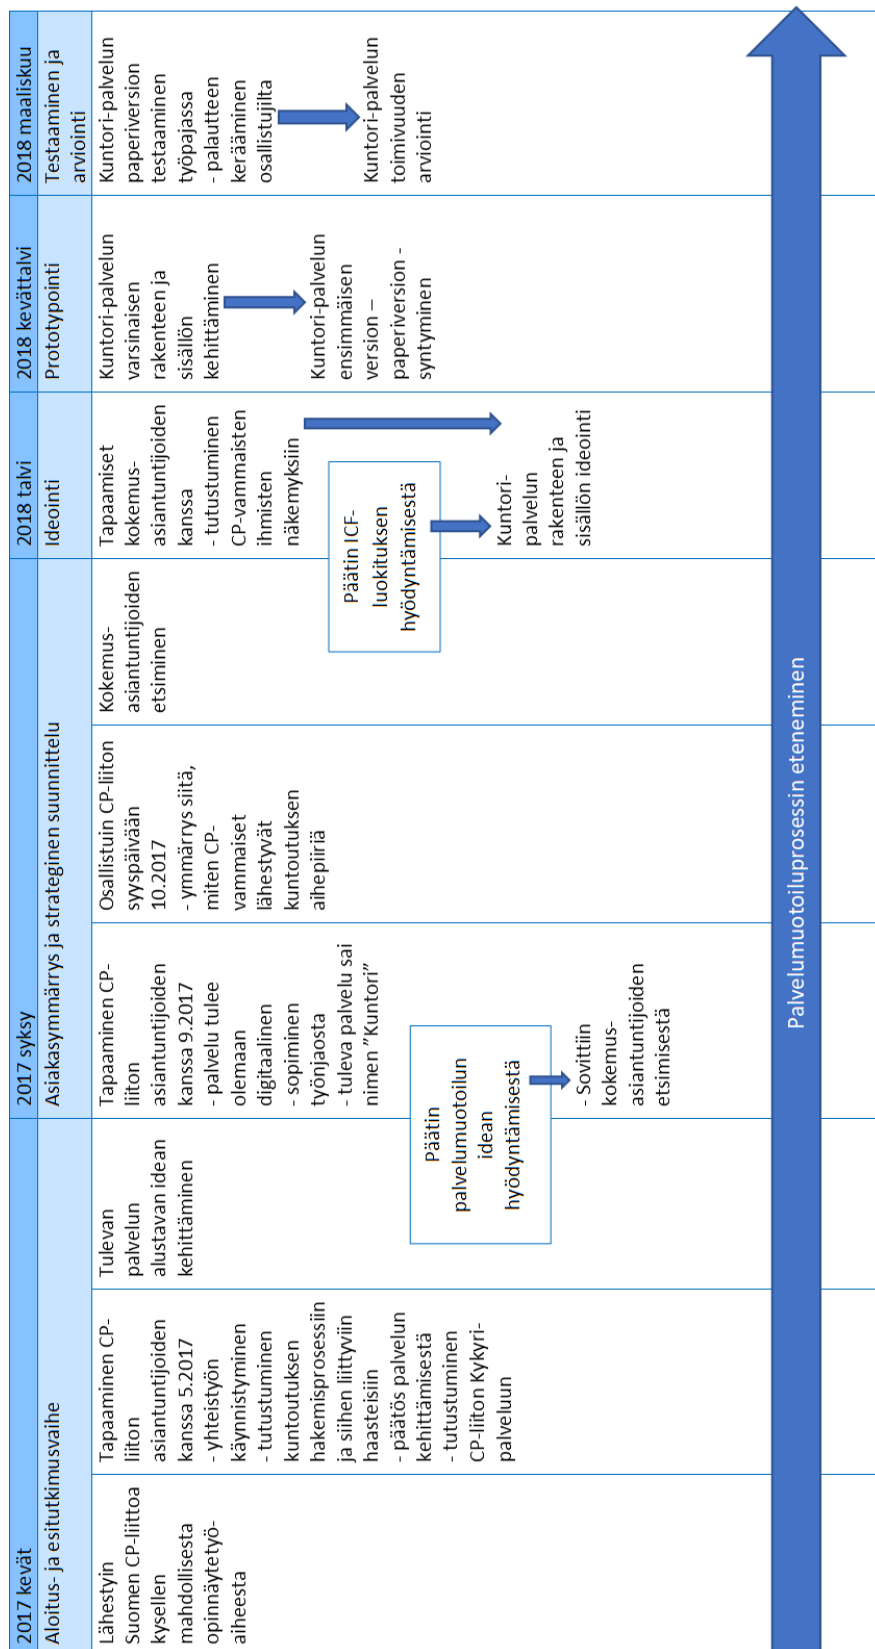 2017 kevät
2017 syksy
2018 talvi
2018 kevättalvi
2018 maaliskuu
Aloitus- ja esitutkimusvaihe
Asiakasymmärrys ja strateginen suunnittelu
Ideointi
Prototypointi
Testaaminen ja
arviointi
Lähestyin
Suomen CP-liittoa
kysellen
mahdollisesta
opinnäytetyö-
aiheesta
Tapaaminen CP-
liiton
asiantuntijoiden
kanssa 5.2017
- yhteistyön
käynnistyminen
- tutustuminen
kuntoutuksen
hakemisprosessiin
ja siihen liittyviin
haasteisiin
- päätös palvelun
kehittämisestä
- tutustuminen
CP-liiton Kykyri-
palveluun
Tulevan
palvelun
alustavan idean
kehittäminen
Päätin
palvelumuotoilun
idean
hyödyntämisestä
Tapaaminen CP-
liiton
asiantuntijoiden
kanssa 9.2017
- palvelu tulee
olemaan
digitaalinen
- sopiminen
työnjaosta
- tuleva palvelu sai
nimen ”Kuntori”
- Sovittiin
kokemus-
asiantuntijoiden
etsimisestä
Osallistuin CP-liiton
syyspäivään
10.2017
- ymmärrys siitä,
miten CP-
vammaiset
lähestyvät
kuntoutuksen
aihepiiriä
Kokemus-
asiantuntijoiden
etsiminen
Päätin ICF-
luokituksen
hyödyntämisestä
Tapaamiset
kokemus-
asiantuntijoiden
kanssa
- tutustuminen
CP-vammaisten
ihmisten
näkemyksiin
Kuntori-
palvelun
rakenteen ja
sisällön ideointi
Kuntori-palvelun
varsinaisen
rakenteen ja
sisällön
kehittäminen
Kuntori-palvelun
ensimmäisen
version –
paperiversion -
syntyminen
Kuntori-palvelun
paperiversion
testaaminen
työpajassa
- palautteen
kerääminen
osallistujilta
Kuntori-palvelun
toimivuuden
arviointi
Palvelumuotoiluprosessin eteneminen